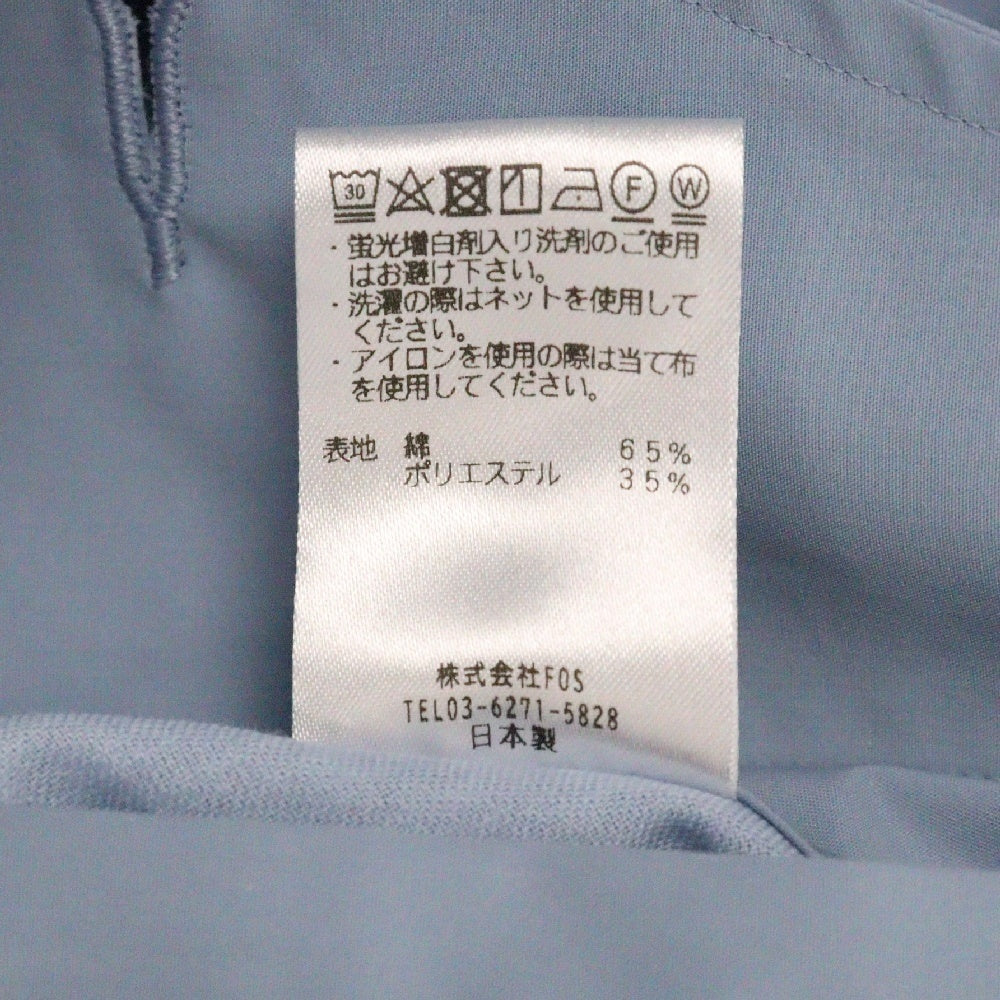 30 F W
・蛍光増白剤入り洗剤のご使用
はお避け下さい。
・洗濯の際はネットを使用して
ください。
・アイロンを使用の際は当て布
を使用してください。
表地 綿 65%
ポリエステル 35%
株式会社FOS
TEL03-6271-5828
日本製